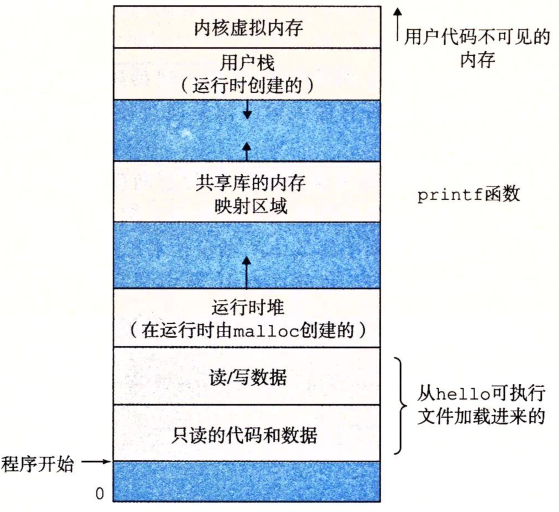 内核虚拟内存
用户代码不可见的
内存
用户栈
（运行时创建的）
共享库的内存
映射区域
printf函数
运行时堆
（在运行时由malloc创建的）
读/写数据
从hello可执行
文件加载进来的
只读的代码和数据
程序开始
0